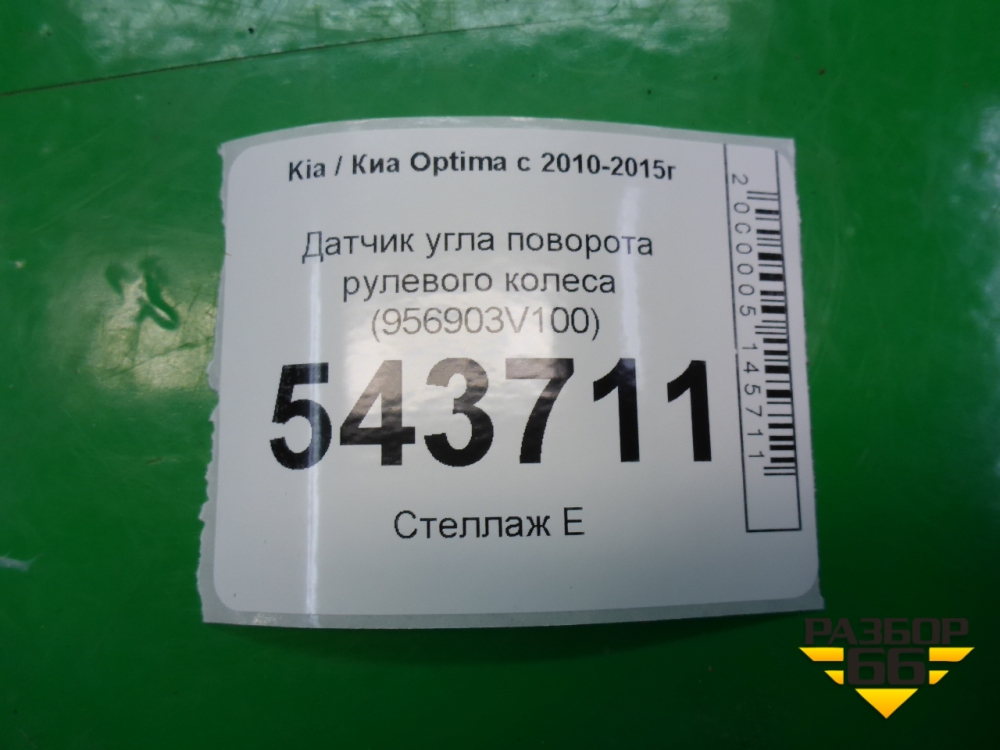 Kia / Киа Optima с 2010-2015г
Датчик угла поворота
рулевого колеса
(956903V100)
543711
Стеллаж Е
2000005145711
РАЗБОР
66